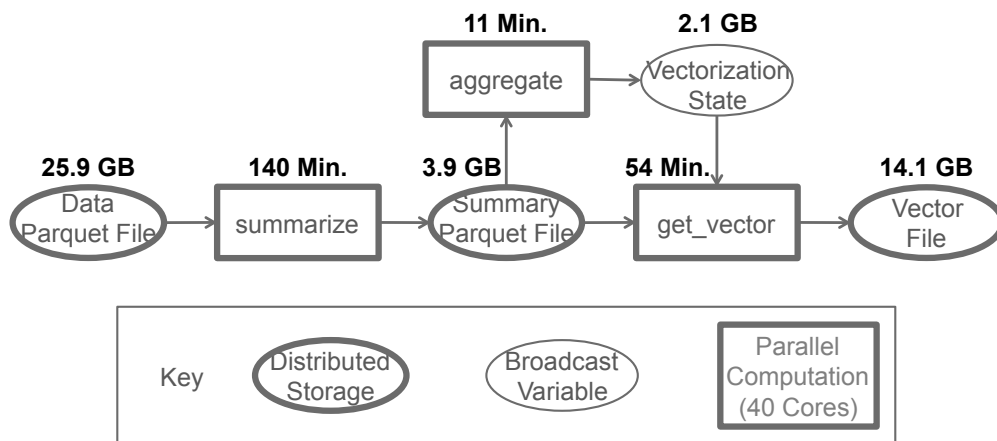 11 Min.
2.1 GB
aggregate
Vectorization
State
25.9 GB
140 Min.
3.9 GB
54 Min.
14.1 GB
Data
Parquet File
summarize
Summary
Parquet File
get_vector
Vector
File
Key
Distributed
Storage
Broadcast
Variable
Parallel
Computation
(40 Cores)